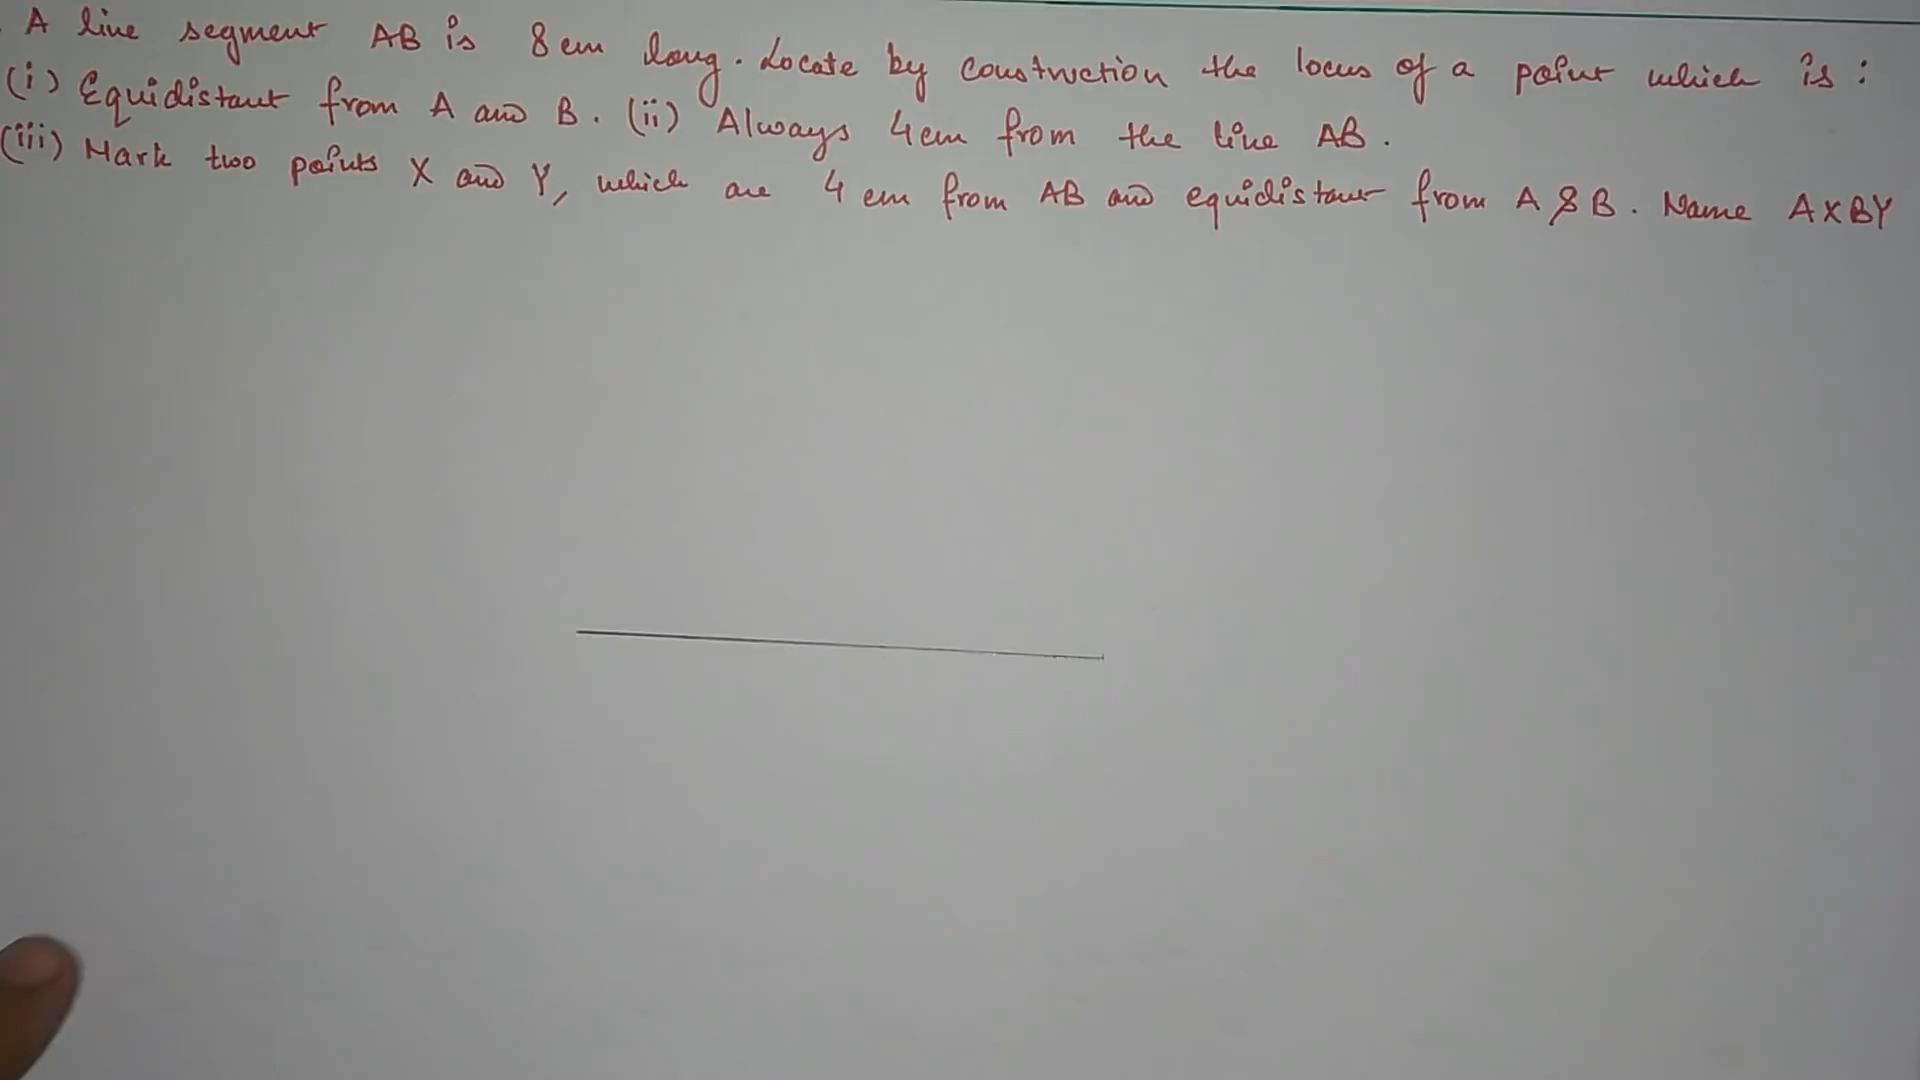 A line segment AB is 8 cm long. Locate by construction the locus of a point which is :
(i) Equidistant from A and B. (ii) Always 4 cm from the line AB.
(iii) Mark two points X and Y, which are 4 cm from AB and equidistant from A & B. Name AXBY